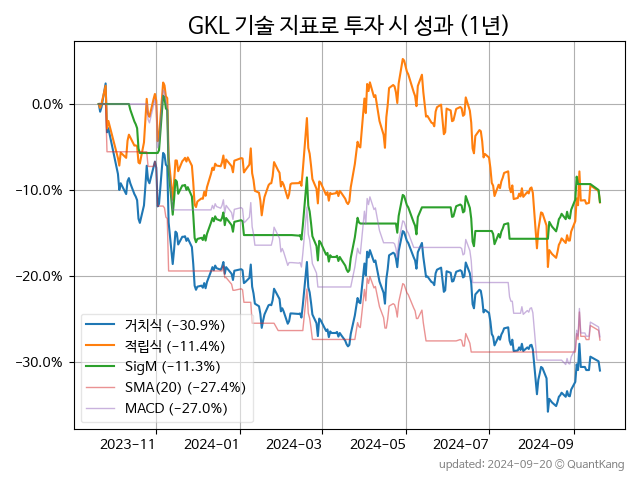 GKL 기술 지표로 투자 시 성과 (1년)
0.0%
−10.0%
−20.0%
−30.0%
거치식 (−30.9%)
적립식 (−11.4%)
SigM (−11.3%)
SMA(20) (−27.4%)
MACD (−27.0%)
2023-11 2024-01 2024-03 2024-05 2024-07 2024-09
updated: 2024-09-20 © QuantKang